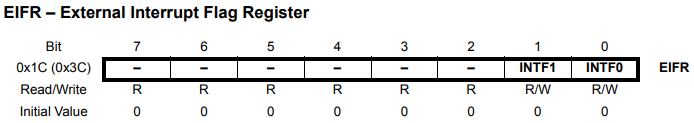 EIFR – External Interrupt Flag Register
Bit 7 6 5 4 3 2 1 0
0x1C (0x3C) – – – – – – INTF1 INTF0 EIFR
Read/Write R R R R R R R/W R/W
Initial Value 0 0 0 0 0 0 0 0